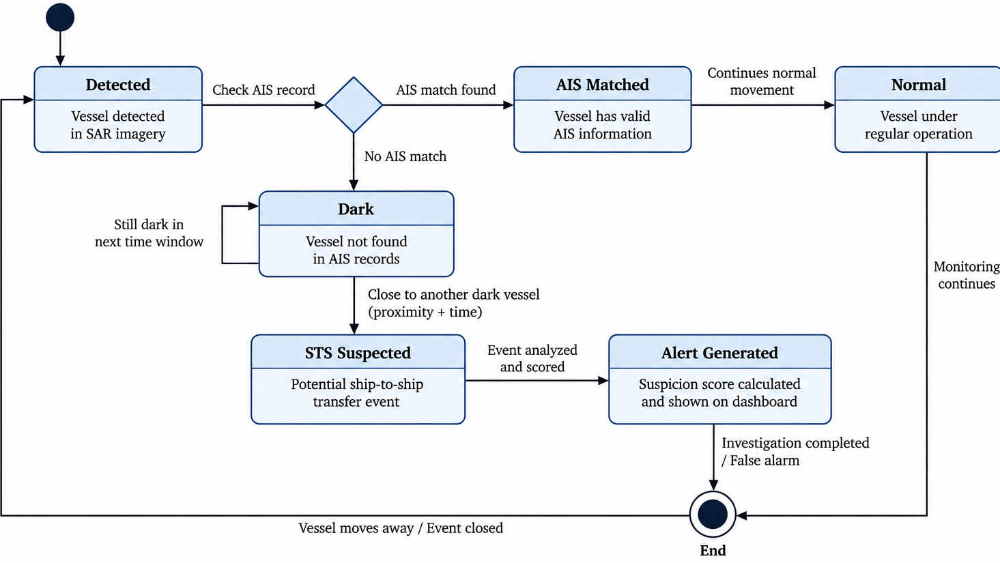 Detected
Vessel detected
in SAR imagery
Check AIS record
AIS match found
AIS Matched
Vessel has valid
AIS information
Continues normal
movement
Normal
Vessel under
regular operation
No AIS match
Dark
Vessel not found
in AIS records
Still dark in
next time window
Monitoring
continues
Close to another dark vessel
(proximity + time)
STS Suspected
Potential ship-to-ship
transfer event
Event analyzed
and scored
Alert Generated
Suspicion score calculated
and shown on dashboard
Investigation completed
/ False alarm
Vessel moves away / Event closed
End